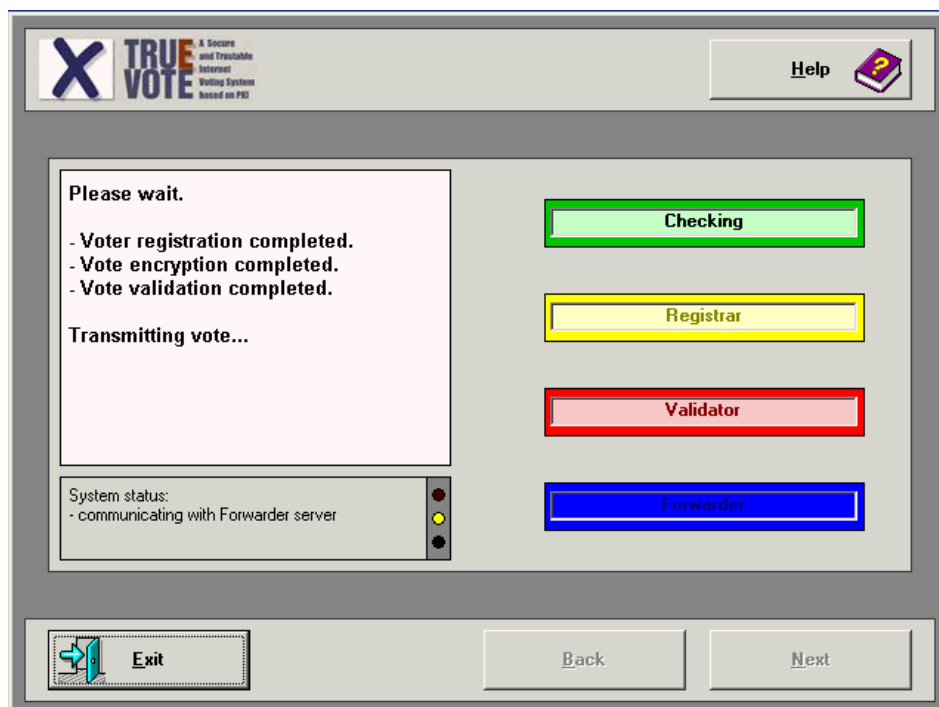 TRUE VOTE
A Secure
and Trustable
Internet
Voting System
based on PKI
Help
Please wait.
- Voter registration completed.
- Vote encryption completed.
- Vote validation completed.
Transmitting vote...
Checking
Registrar
Validator
Forwarder
System status:
- communicating with Forwarder server
Exit
Back
Next